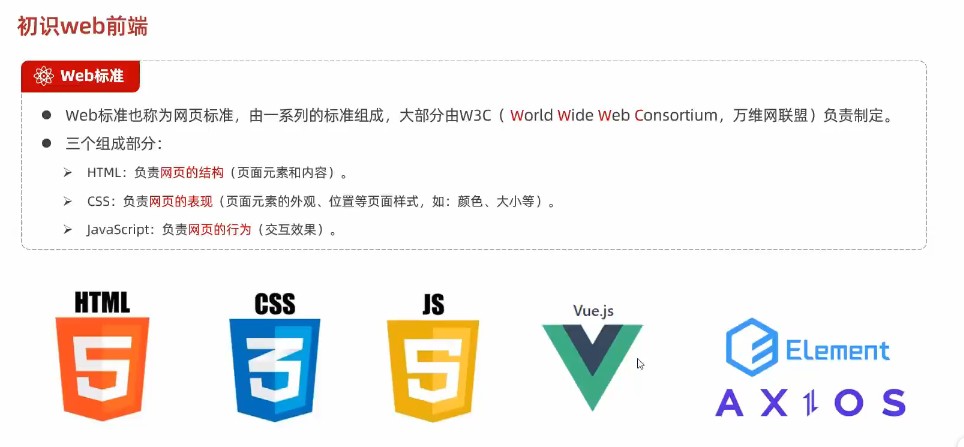 初识web前端
Web标准
Web标准也称为网页标准，由一系列的标准组成，大部分由W3C（ World Wide Web Consortium，万维网联盟）负责制定。
三个组成部分：
HTML：负责网页的结构（页面元素和内容）。
CSS：负责网页的表现（页面元素的外观、位置等页面样式，如：颜色、大小等）。
JavaScript：负责网页的行为（交互效果）。
HTML
5
CSS
3
JS
5
Vue.js
Element
AXIOS